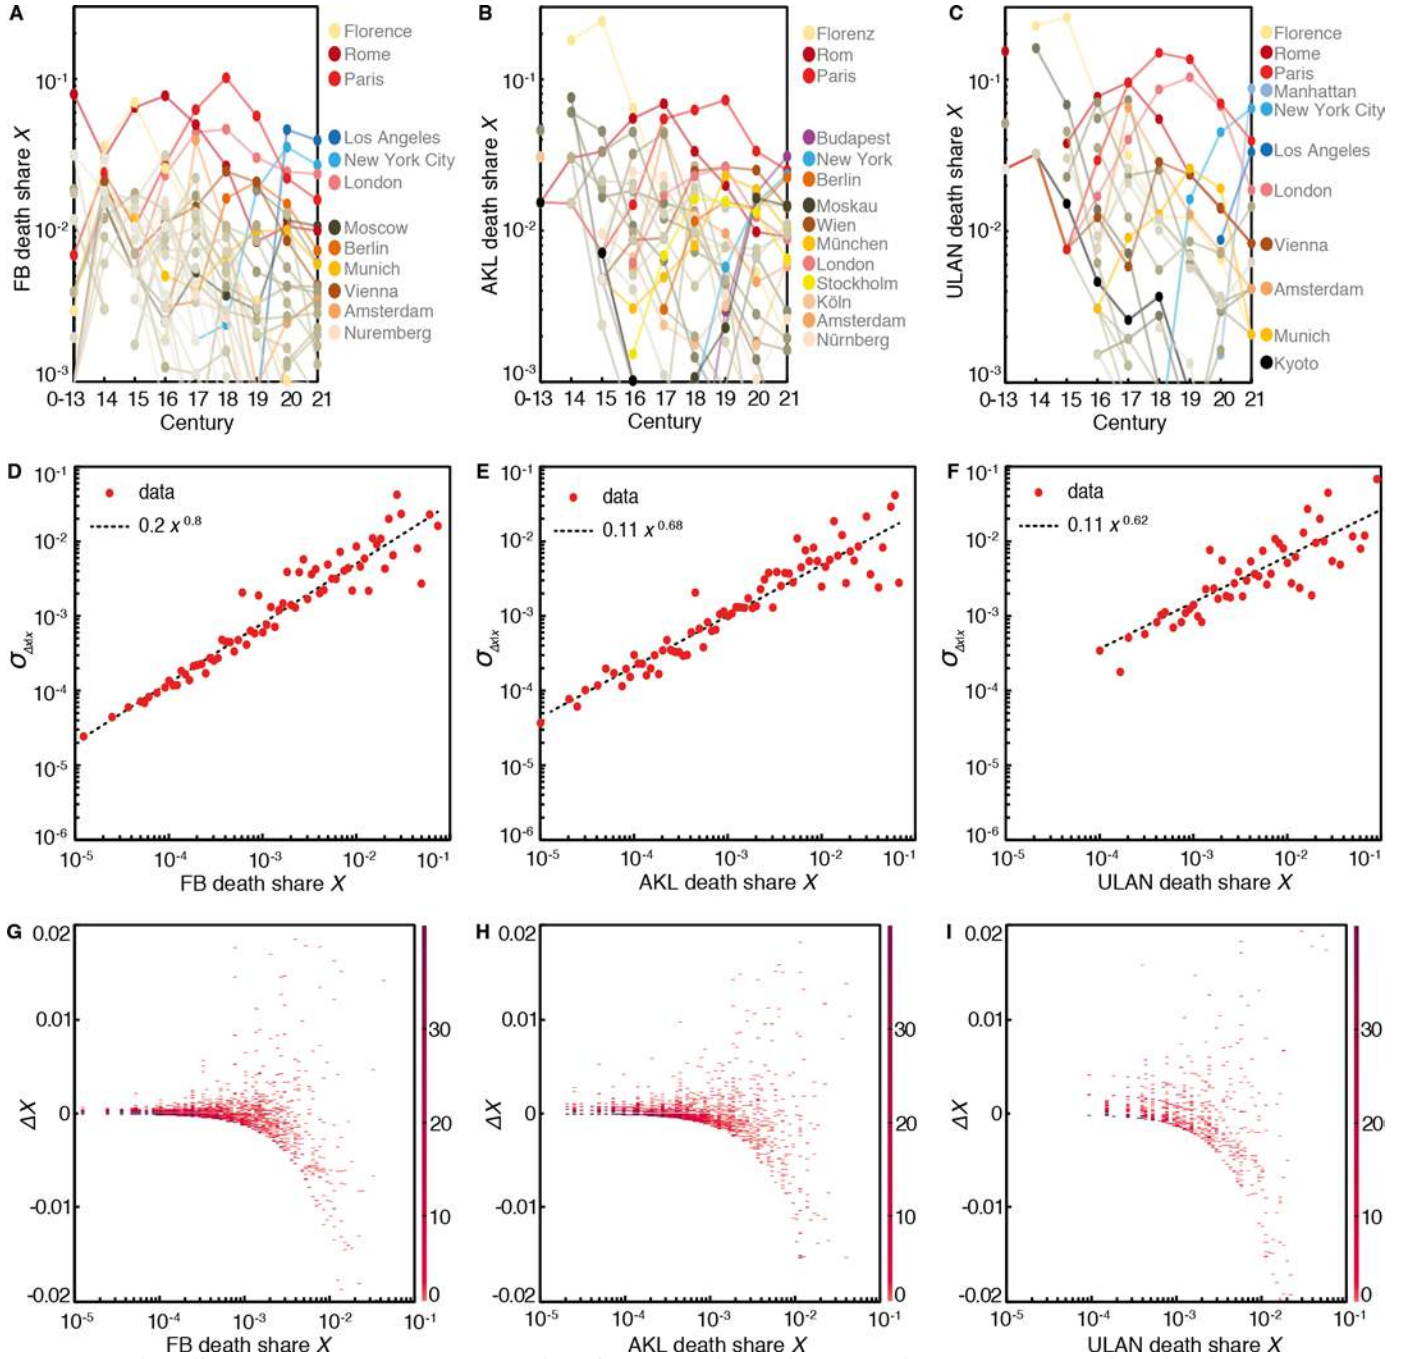 A
FB death share X
10⁻¹
10⁻²
10⁻³
0-13 14 15 16 17 18 19 20 21
Century
Florence
Rome
Paris
Los Angeles
New York City
London
Moscow
Berlin
Munich
Vienna
Amsterdam
Nuremberg
B
AKL death share X
10⁻¹
10⁻²
10⁻³
0-13 14 15 16 17 18 19 20 21
Century
Florenz
Rom
Paris
Budapest
New York
Berlin
Moskau
Wien
München
London
Stockholm
Köln
Amsterdam
Nürnberg
C
ULAN death share X
10⁻¹
10⁻²
10⁻³
0-13 14 15 16 17 18 19 20 21
Century
Florence
Rome
Paris
Manhattan
New York City
Los Angeles
London
Vienna
Amsterdam
Munich
Kyoto
D
σΔx|x
10⁻¹
10⁻²
10⁻³
10⁻⁴
10⁻⁵
10⁻⁶
data
0.2 x^0.8
10⁻⁵ 10⁻⁴ 10⁻³ 10⁻² 10⁻¹
FB death share X
E
σΔx|x
10⁻¹
10⁻²
10⁻³
10⁻⁴
10⁻⁵
10⁻⁶
data
0.11 x^0.68
10⁻⁵ 10⁻⁴ 10⁻³ 10⁻² 10⁻¹
AKL death share X
F
σΔx|x
10⁻¹
10⁻²
10⁻³
10⁻⁴
10⁻⁵
10⁻⁶
data
0.11 x^0.62
10⁻⁵ 10⁻⁴ 10⁻³ 10⁻² 10⁻¹
ULAN death share X
G
ΔX
0.02
0.01
0
-0.01
-0.02
30
20
10
0
10⁻⁵ 10⁻⁴ 10⁻³ 10⁻² 10⁻¹
FB death share X
H
ΔX
0.02
0.01
0
-0.01
-0.02
30
20
10
0
10⁻⁵ 10⁻⁴ 10⁻³ 10⁻² 10⁻¹
AKL death share X
I
ΔX
0.02
0.01
0
-0.01
-0.02
30
20
10
0
10⁻⁵ 10⁻⁴ 10⁻³ 10⁻² 10⁻¹
ULAN death share X